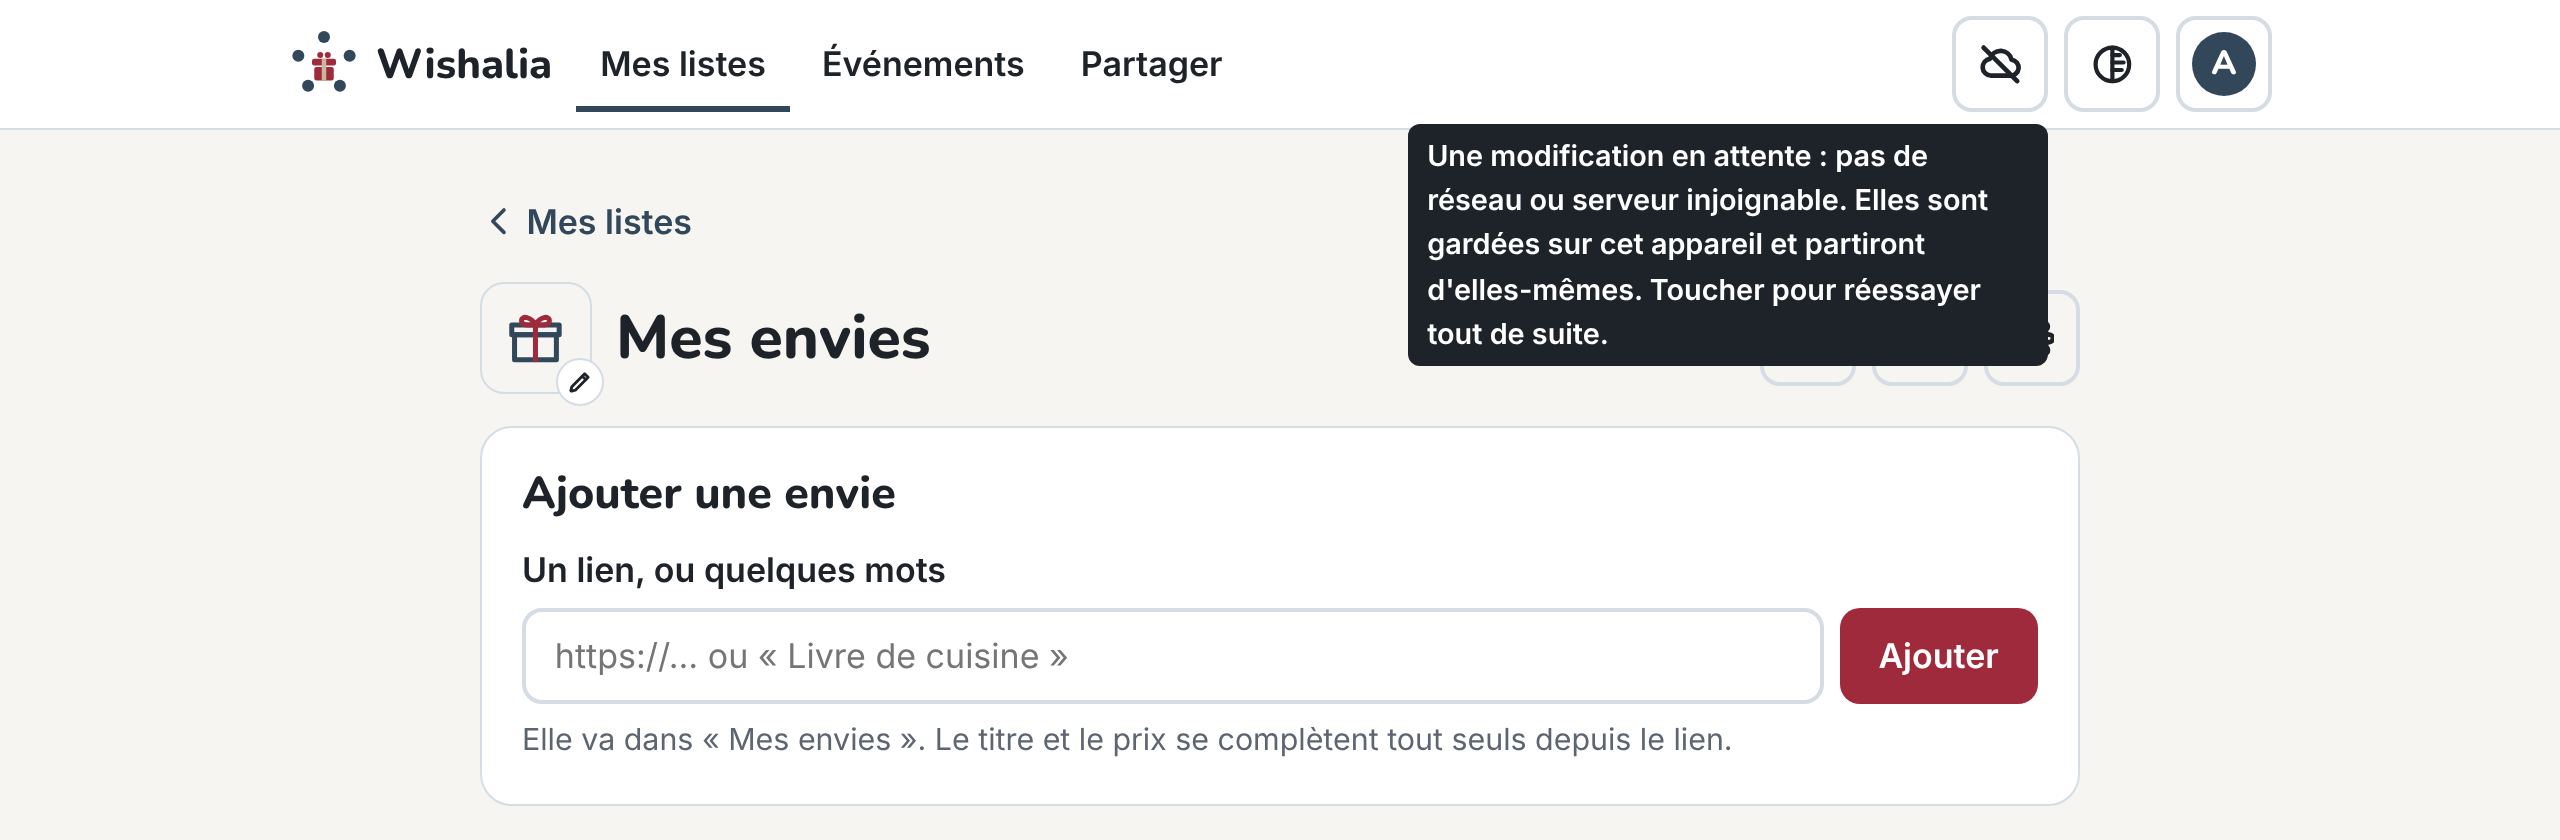 Wishalia
Mes listes
Événements
Partager
A
Une modification en attente : pas de
réseau ou serveur injoignable. Elles sont
gardées sur cet appareil et partiront
d'elles-mêmes. Toucher pour réessayer
tout de suite.
Mes listes
Mes envies
Ajouter une envie
Un lien, ou quelques mots
https://... ou « Livre de cuisine »
Ajouter
Elle va dans « Mes envies ». Le titre et le prix se complètent tout seuls depuis le lien.